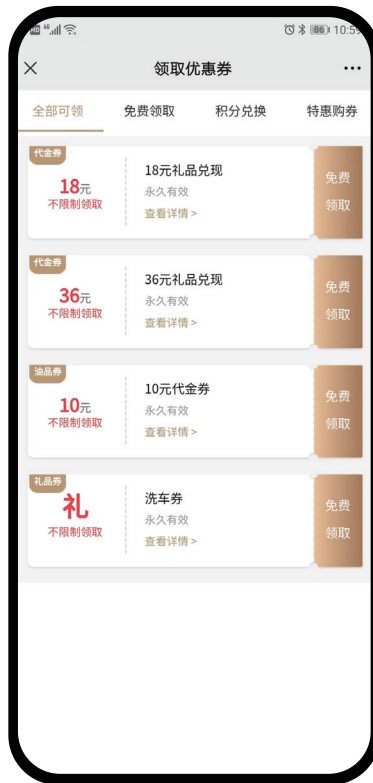 HD 86 10:59
领取优惠券
全部可领 免费领取 积分兑换 特惠购券
代金券
18元
不限制领取
18元礼品兑现
永久有效
查看详情 >
免费
领取
代金券
36元
不限制领取
36元礼品兑现
永久有效
查看详情 >
免费
领取
油品券
10元
不限制领取
10元代金券
永久有效
查看详情 >
免费
领取
礼品券
礼
不限制领取
洗车券
永久有效
查看详情 >
免费
领取